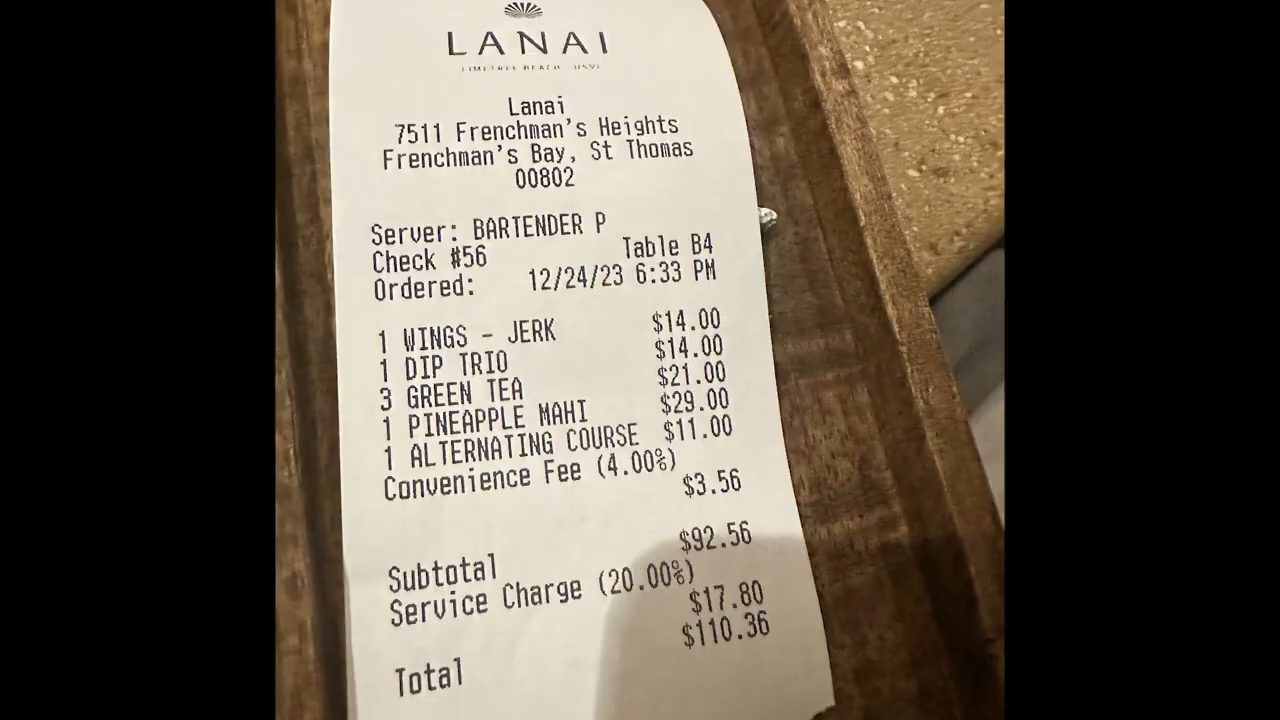 LANAI
LIMETREE BEACH USVI
Lanai
7511 Frenchman's Heights
Frenchman's Bay, St Thomas
00802
Server: BARTENDER P
Check #56 Table B4
Ordered: 12/24/23 6:33 PM
1 WINGS - JERK $14.00
1 DIP TRIO $14.00
3 GREEN TEA $21.00
1 PINEAPPLE MAHI $29.00
1 ALTERNATING COURSE $11.00
Convenience Fee (4.00%)
$3.56
Subtotal $92.56
Service Charge (20.00%)
$17.80
Total $110.36